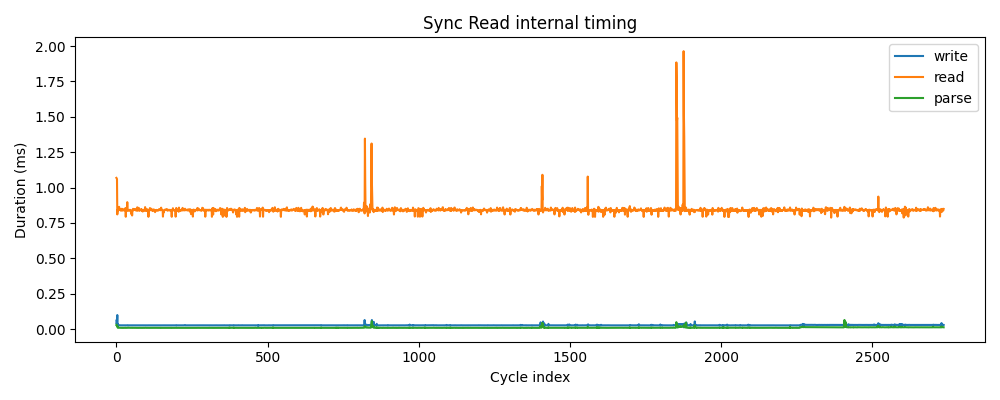 Sync Read internal timing
2.00
1.75
1.50
1.25
1.00
0.75
0.50
0.25
0.00
Duration (ms)
write
read
parse
0 500 1000 1500 2000 2500
Cycle index